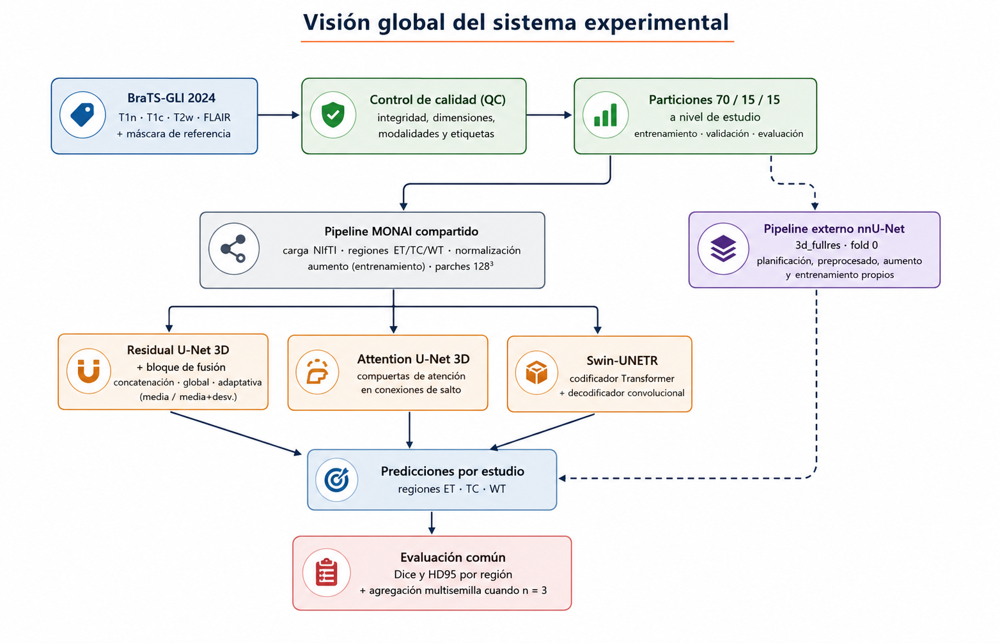 Visión global del sistema experimental
BraTS-GLI 2024
T1n · T1c · T2w · FLAIR
+ máscara de referencia
Control de calidad (QC)
integridad, dimensiones,
modalidades y etiquetas
Particiones 70 / 15 / 15
a nivel de estudio
entrenamiento · validación · evaluación
Pipeline MONAI compartido
carga NIfTI · regiones ET/TC/WT · normalización
aumento (entrenamiento) · parches 128³
Pipeline externo nnU-Net
3d_fullres · fold 0
planificación, preprocesado, aumento
y entrenamiento propios
Residual U-Net 3D
+ bloque de fusión
concatenación · global · adaptativa
(media / media+desv.)
Attention U-Net 3D
compuertas de atención
en conexiones de salto
Swin-UNETR
codificador Transformer
+ decodificador convolucional
Predicciones por estudio
regiones ET · TC · WT
Evaluación común
Dice y HD95 por región
+ agregación multisemilla cuando n = 3